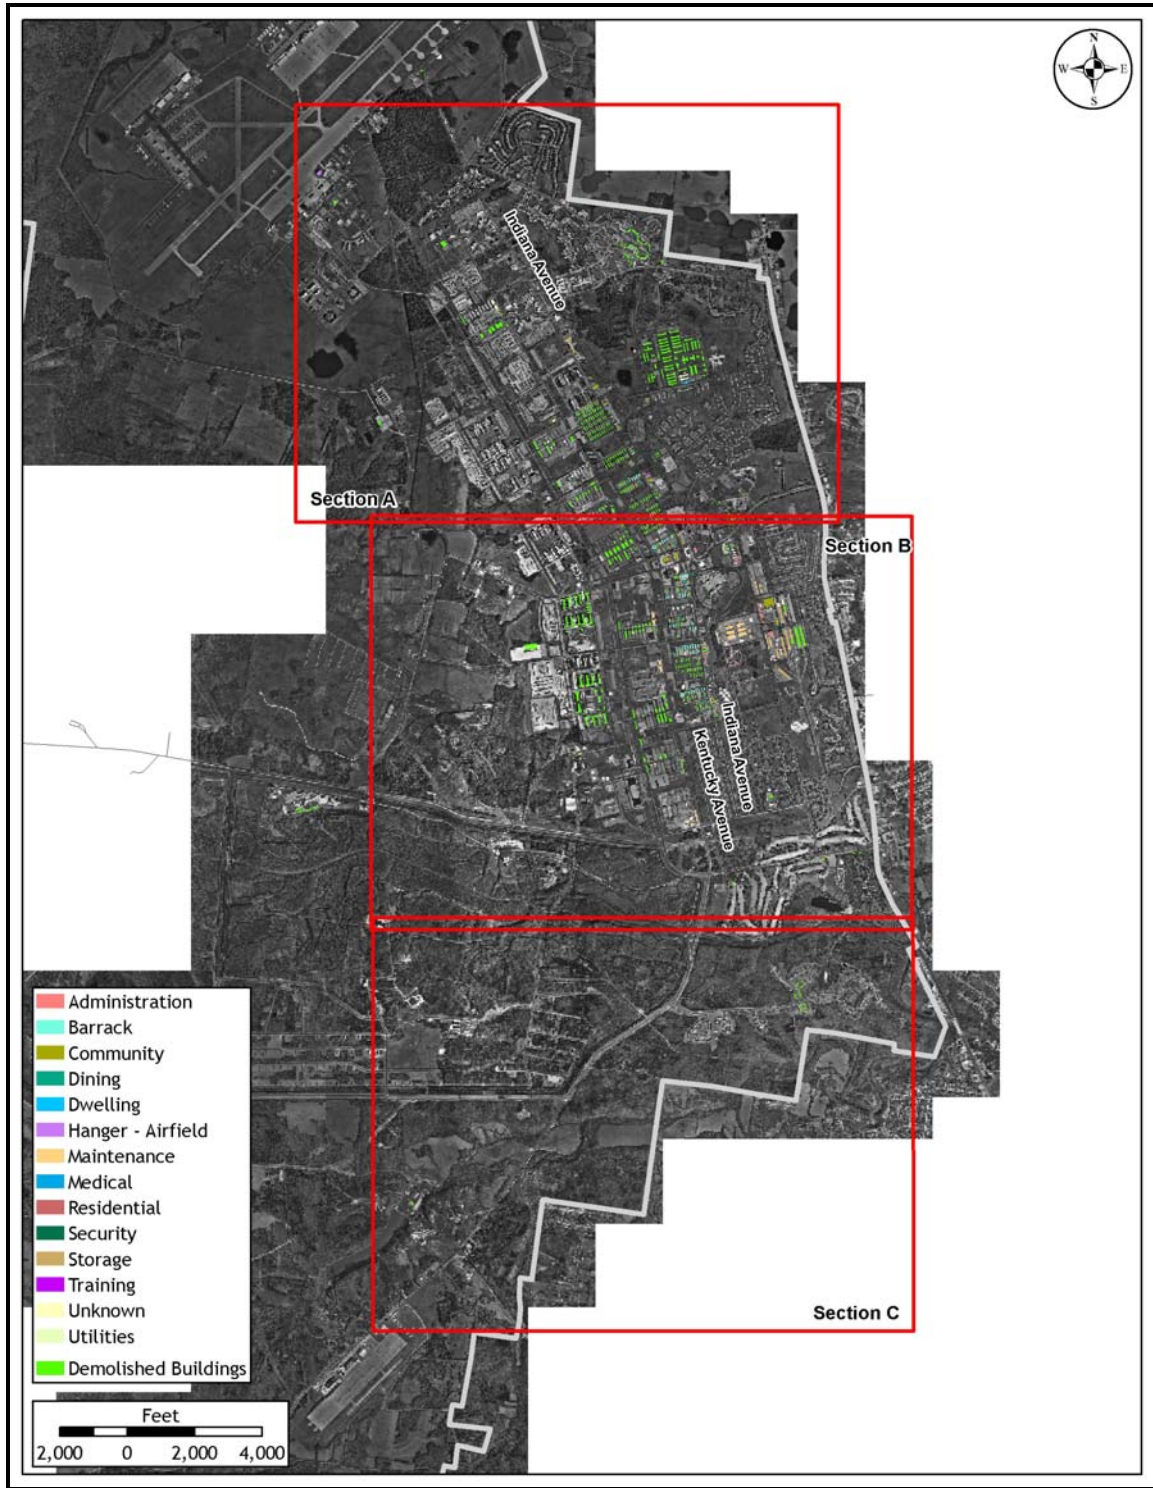 N
W E
S
Indiana Avenue
Section A
Section B
Indiana Avenue
Kentucky Avenue
Administration
Barrack
Community
Dining
Dwelling
Hanger - Airfield
Maintenance
Medical
Residential
Security
Storage
Training
Unknown
Utilities
Demolished Buildings
Section C
Feet
2,000 0 2,000 4,000